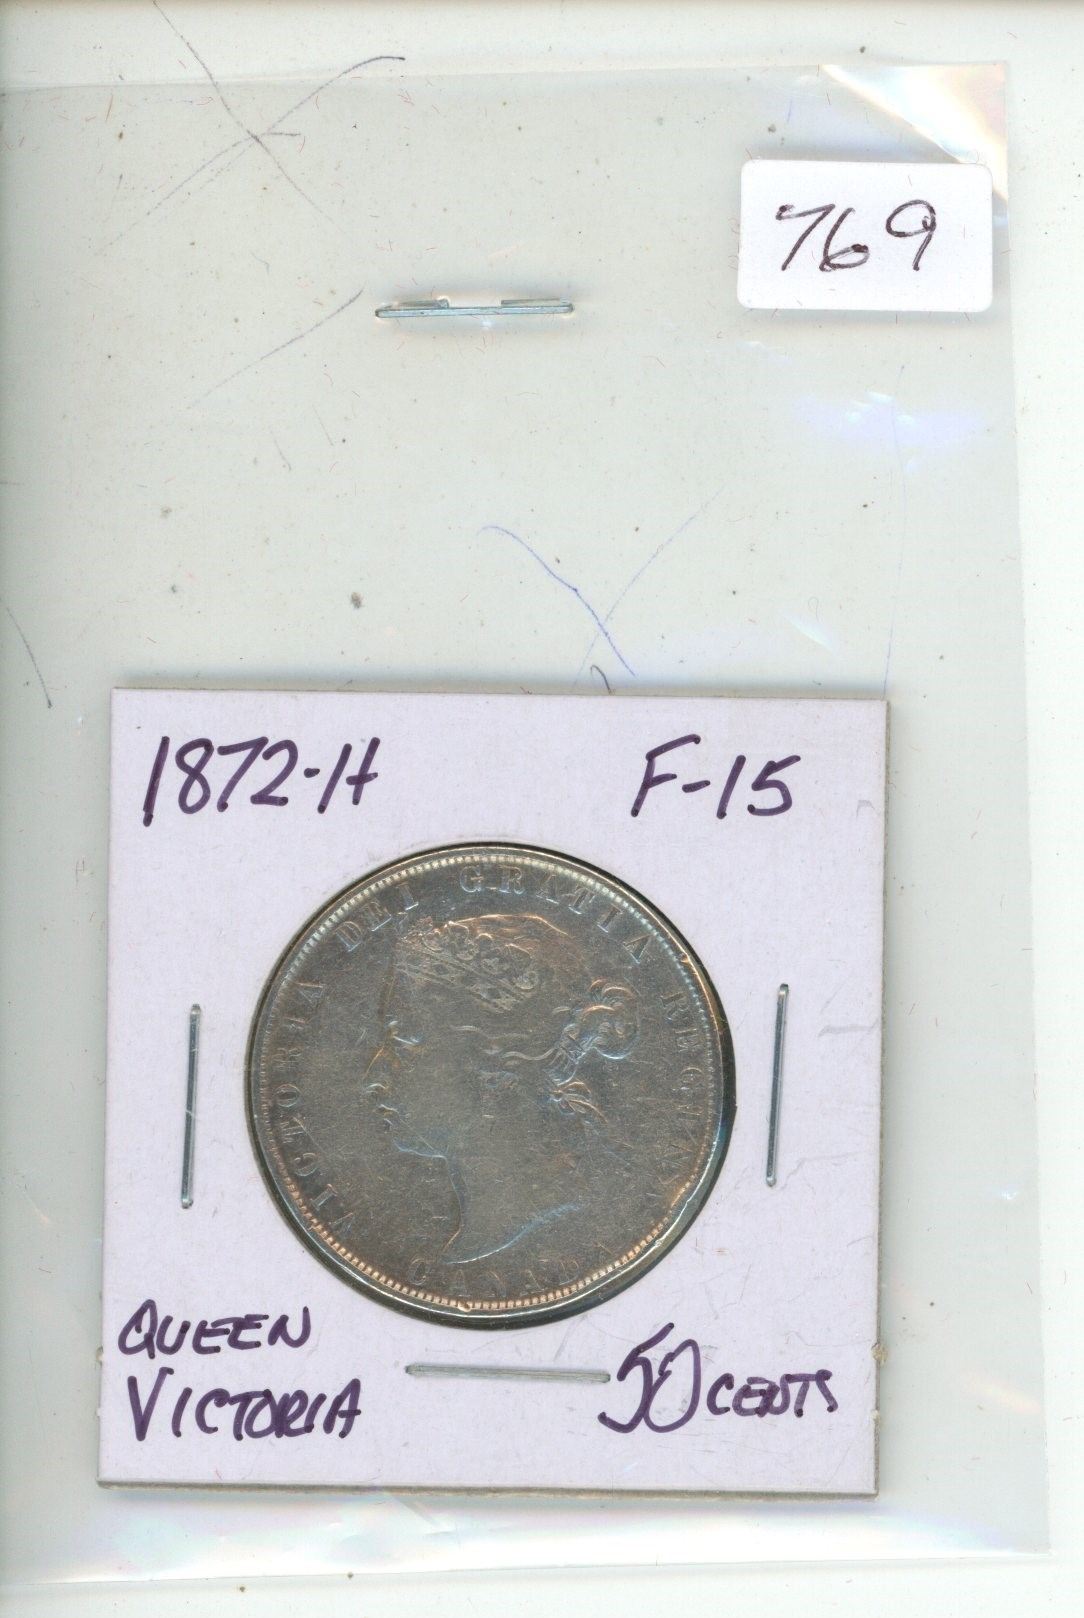 769
1872-H F-15
VICTORIA DEI GRATIA REGINA.
CANADA
QUEEN
VICTORIA
50 CENTS